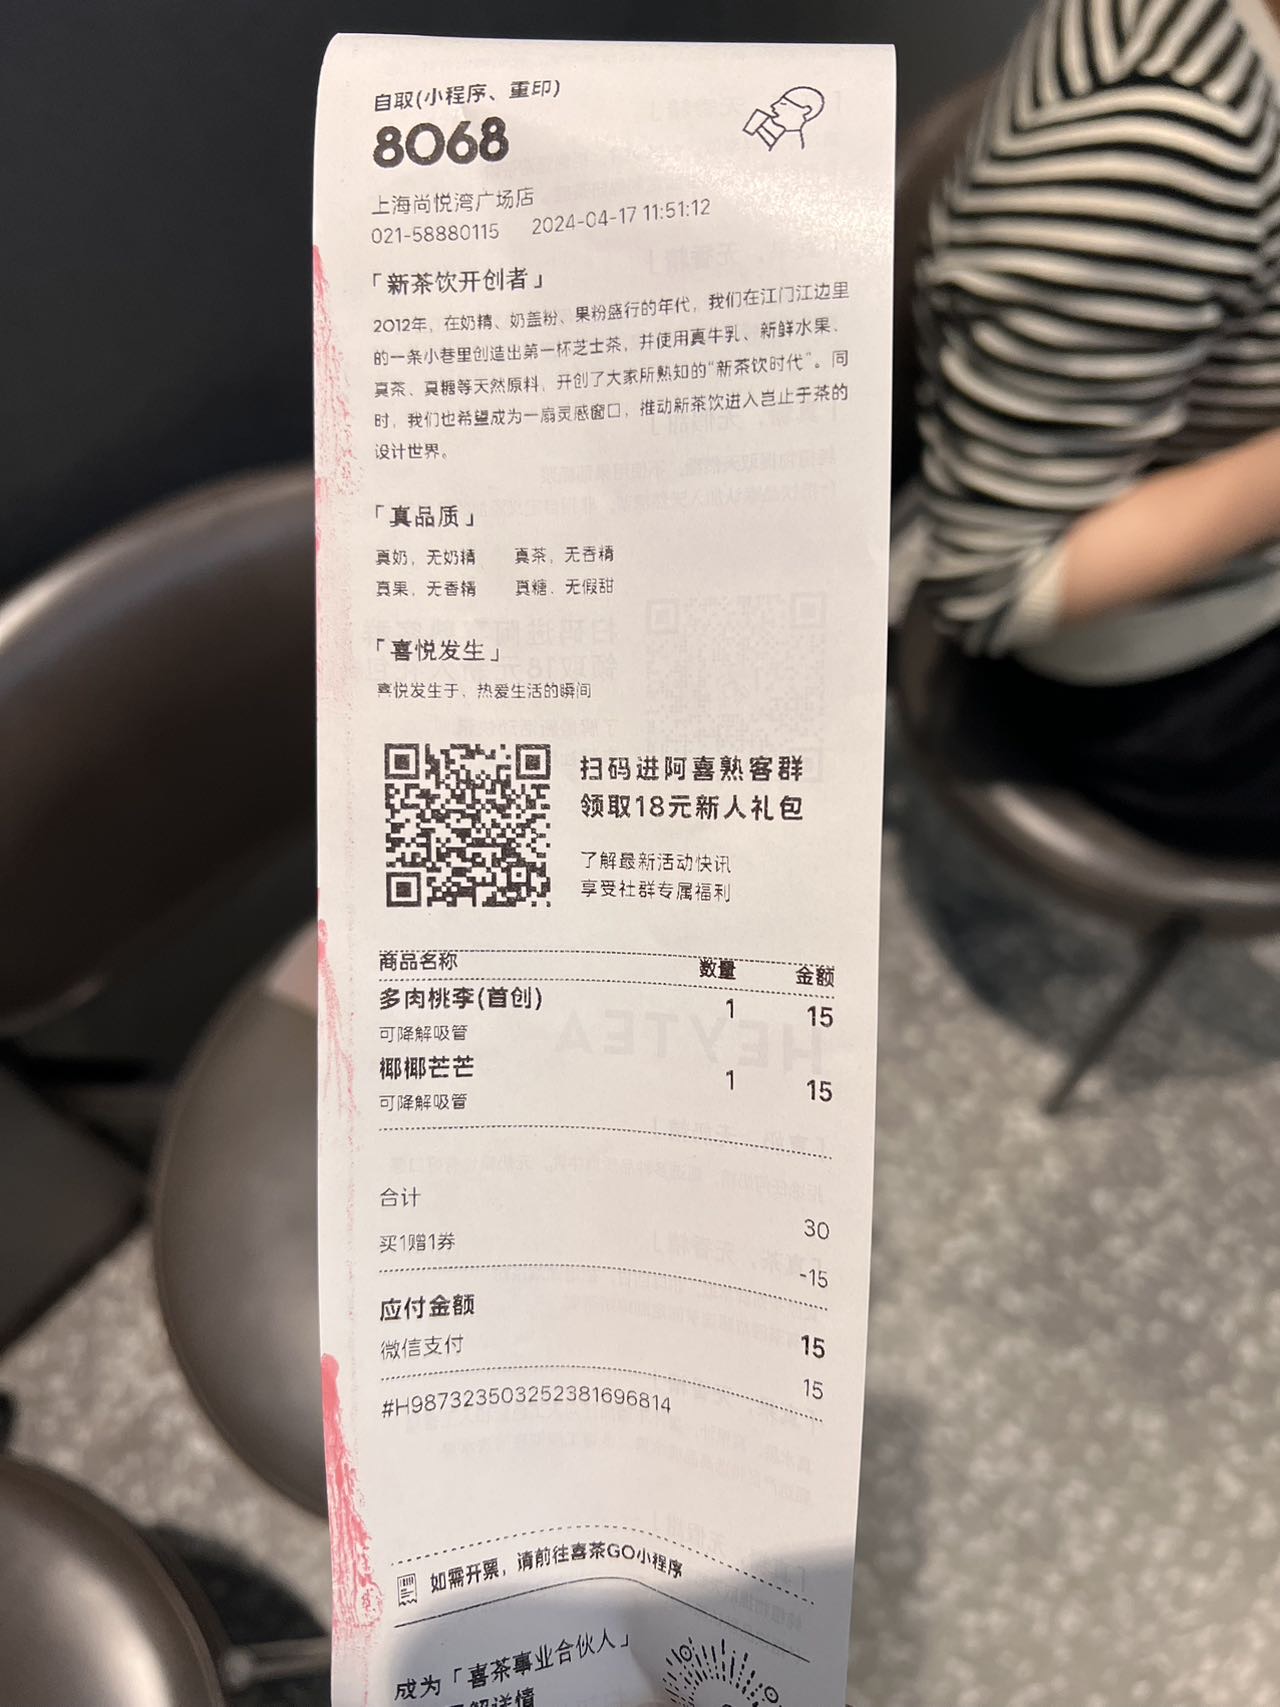 自取(小程序、重印)
8068
上海尚悦湾广场店
021-58880115 2024-04-17 11:51:12
「新茶饮开创者」
2012年，在奶精、奶盖粉、果粉盛行的年代，我们在江门江边里
的一条小巷里创造出第一杯芝士茶，并使用真牛乳、新鲜水果、
真茶、真糖等天然原料，开创了大家所熟知的“新茶饮时代”。同
时，我们也希望成为一扇灵感窗口，推动新茶饮进入岂止于茶的
设计世界。
「真品质」
真奶，无奶精 真茶，无香精
真果，无香精 真糖，无假甜
「喜悦发生」
喜悦发生于，热爱生活的瞬间
扫码进阿喜熟客群
领取18元新人礼包
了解最新活动快讯
享受社群专属福利
商品名称 数量 金额
多肉桃李(首创) 1 15
可降解吸管
椰椰芒芒 1 15
可降解吸管
合计 30
买1赠1券 -15
应付金额 15
微信支付 15
#H9873235032523816968​14
如需开票，请前往喜茶GO小程序
成为「喜茶事业合伙人」
解详情